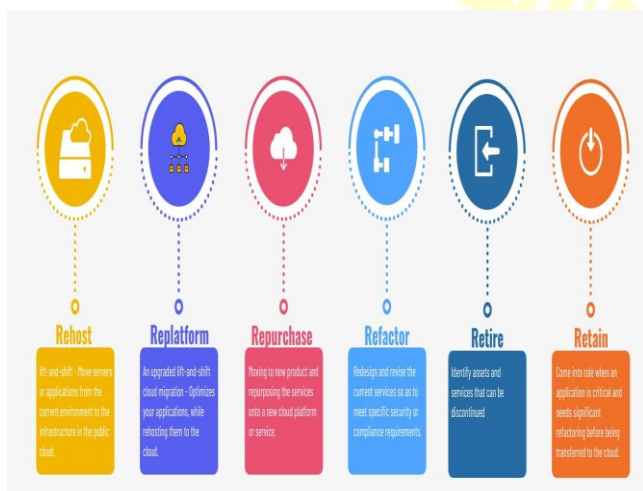 Rehost
lift-and-shift - Move servers
or applications from the
current environment to the
infrastructure in the public
cloud.
Replatform
An upgraded lift-and-shift
cloud migration - Optimizes
your applications, while
rehosting them to the
cloud.
Repurchase
Moving to new product and
repurposing the services
onto a new cloud platform
or service.
Refactor
Redesign and revise the
current services so as to
meet specific security or
compliance requirements.
Retire
Identify assets and
services that can be
discontinued
Retain
Come into role when an
application is critical and
needs significant
refactoring before being
transferred to the cloud.